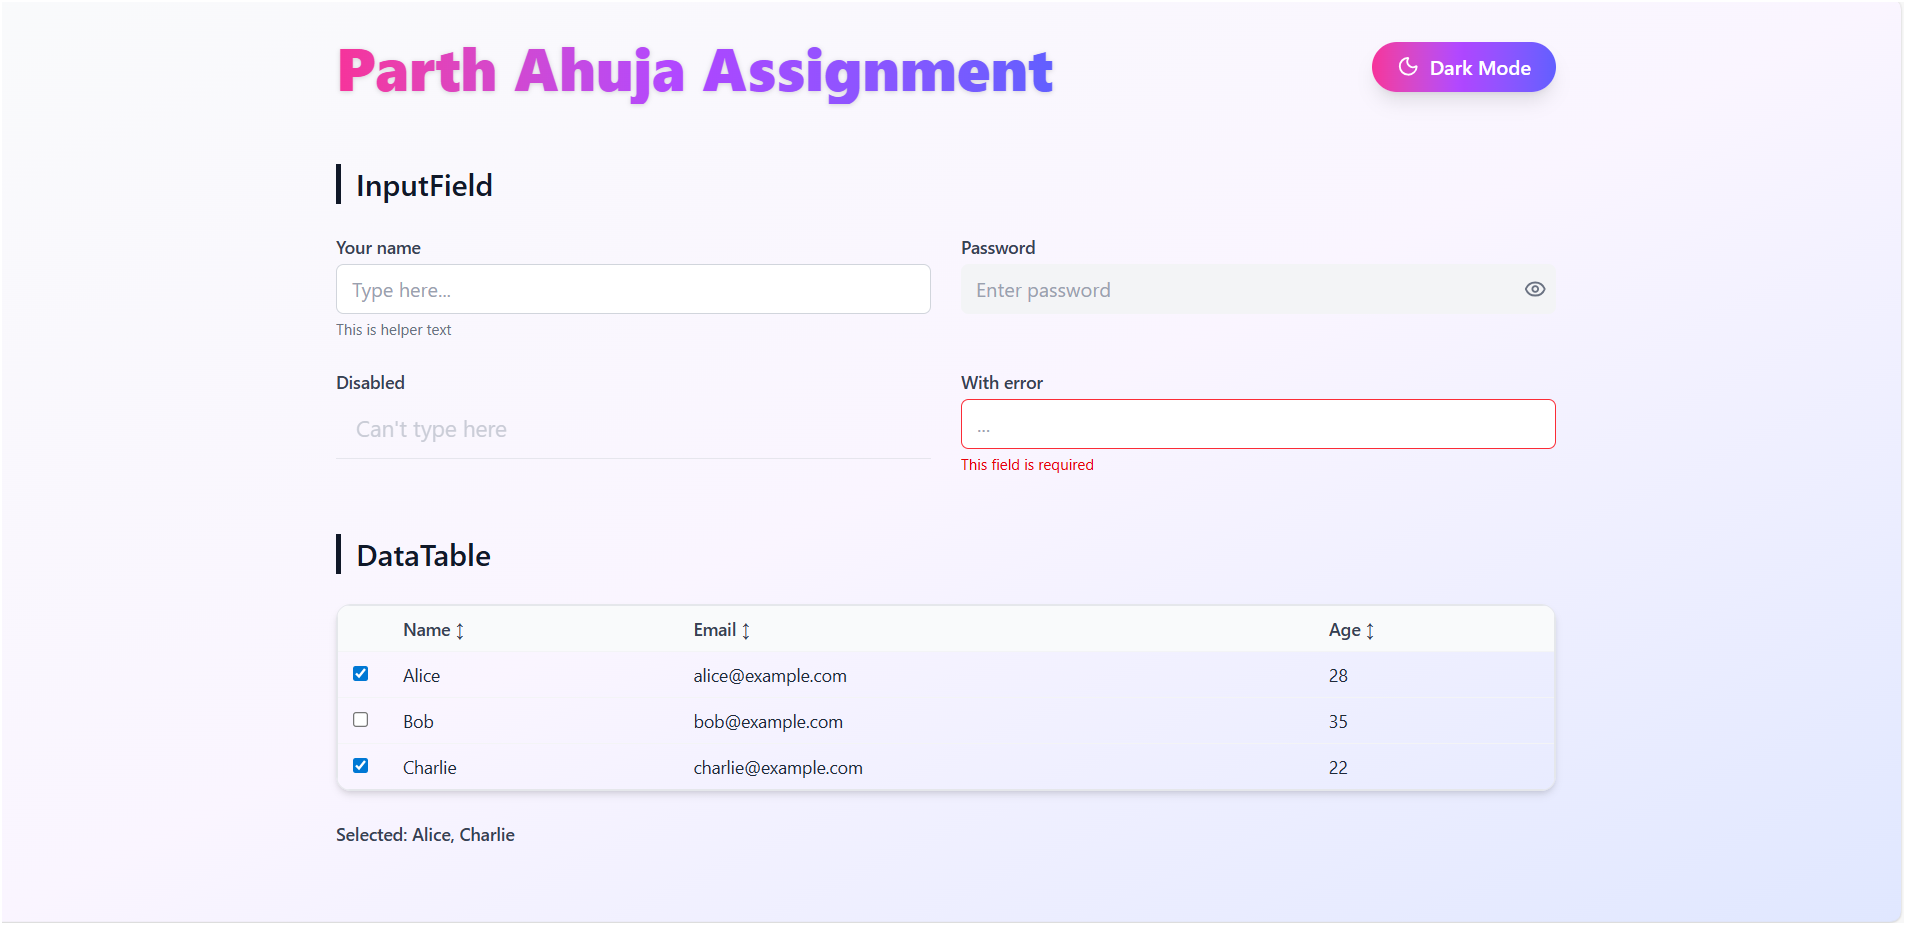 Parth Ahuja Assignment
Dark Mode
InputField
Your name
Password
Type here...
Enter password
This is helper text
Disabled
With error
Can't type here
...
This field is required
DataTable
Name ↕ Email ↕ Age ↕
Alice alice@example.com 28
Bob bob@example.com 35
Charlie charlie@example.com 22
Selected: Alice, Charlie